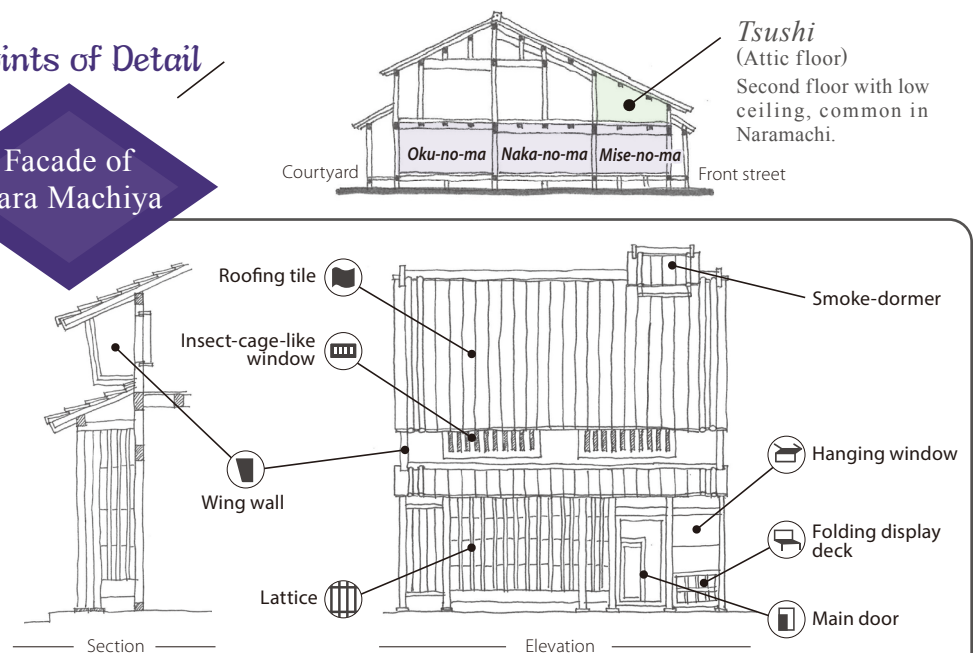 ints of Detail
Facade of
ara Machiya
Tsushi
(Attic floor)
Second floor with low
ceiling, common in
Naramachi.
Oku-no-ma
Naka-no-ma
Mise-no-ma
Courtyard
Front street
Roofing tile
Insect-cage-like
window
Wing wall
Lattice
Smoke-dormer
Hanging window
Folding display
deck
Main door
Section
Elevation